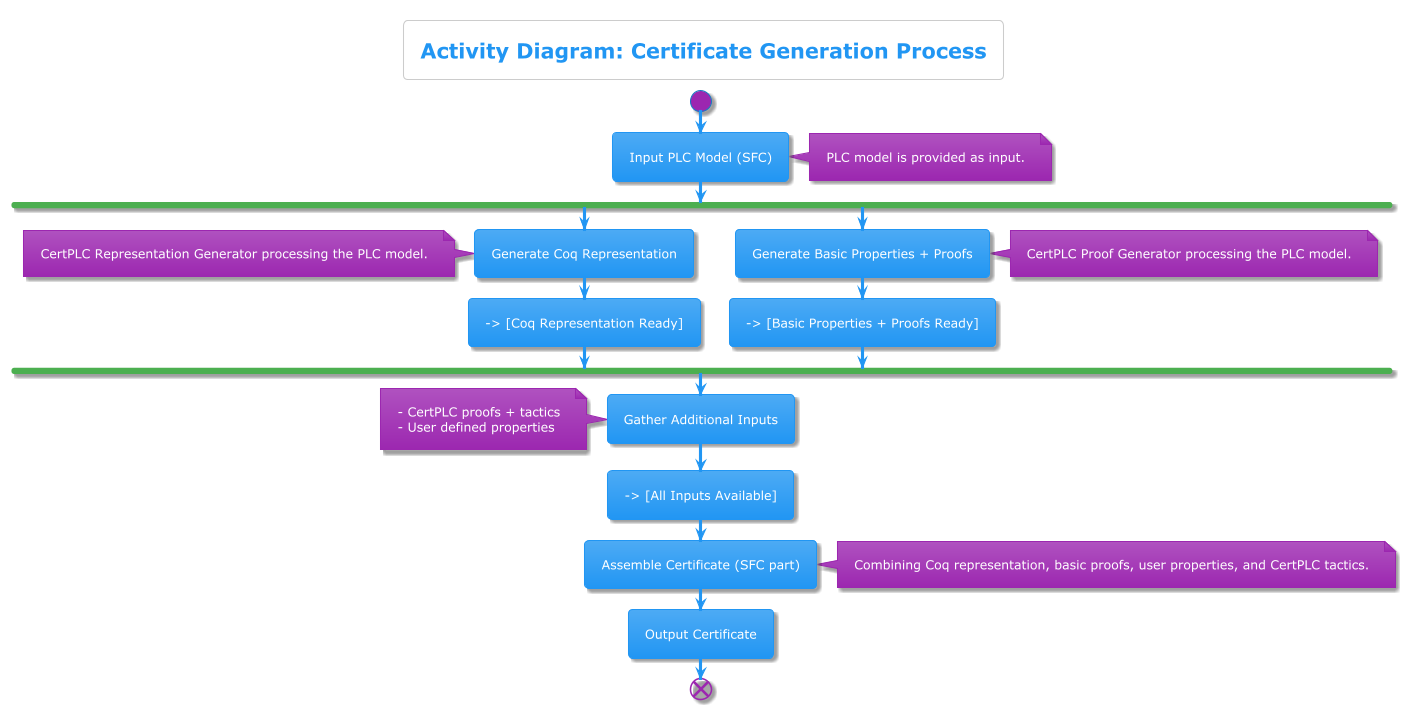 Activity Diagram: Certificate Generation Process
Input PLC Model (SFC)
PLC model is provided as input.
CertPLC Representation Generator processing the PLC model.
Generate Coq Representation
Generate Basic Properties + Proofs
CertPLC Proof Generator processing the PLC model.
-> [Coq Representation Ready]
-> [Basic Properties + Proofs Ready]
- CertPLC proofs + tactics
- User defined properties
Gather Additional Inputs
-> [All Inputs Available]
Assemble Certificate (SFC part)
Combining Coq representation, basic proofs, user properties, and CertPLC tactics.
Output Certificate